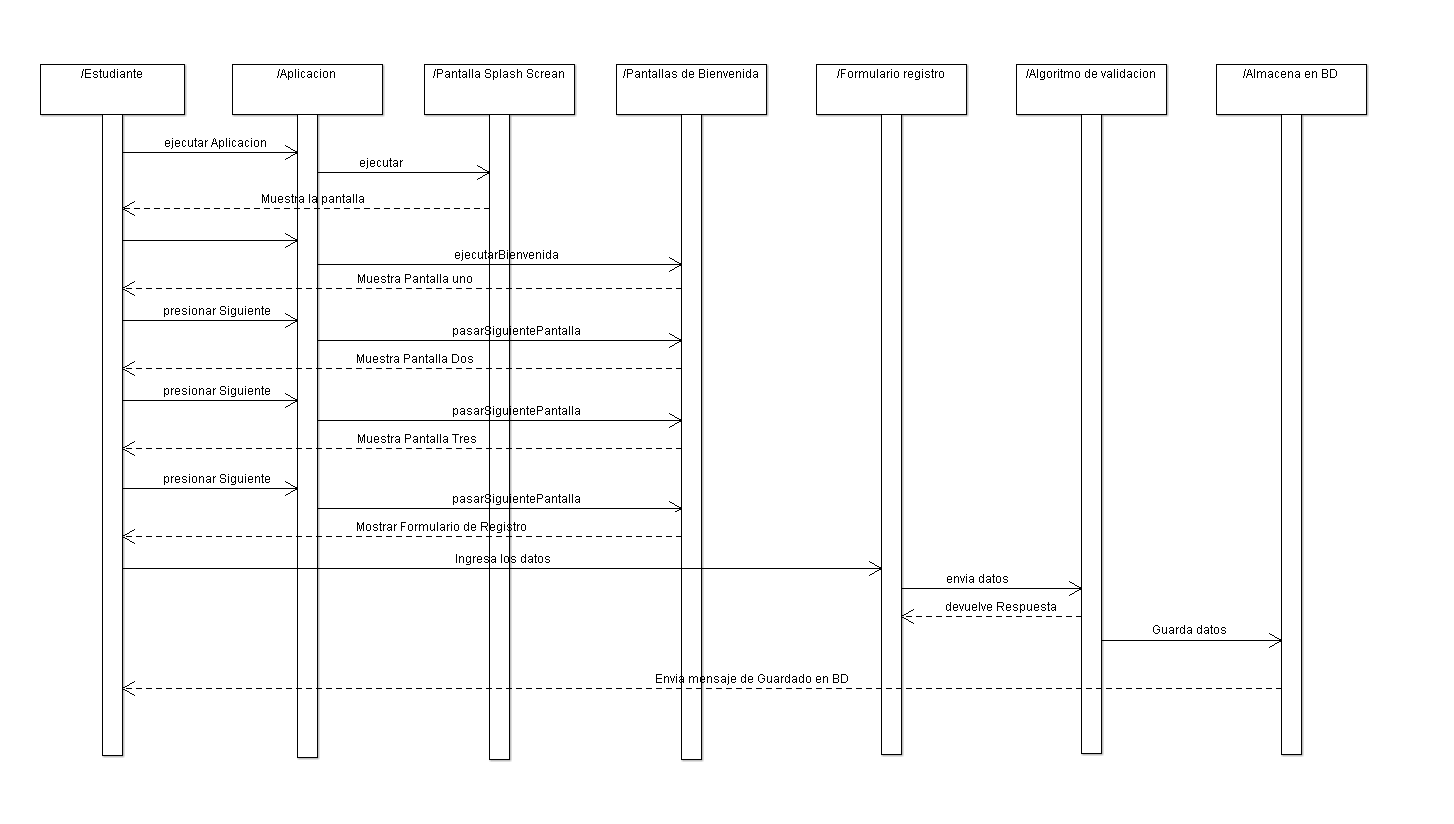 /Estudiante
/Aplicacion
/Pantalla Splash Screan
/Pantallas de Bienvenida
/Formulario registro
/Algoritmo de validacion
/Almacena en BD
ejecutar Aplicacion
ejecutar
Muestra la pantalla
ejecutarBienvenida
Muestra Pantalla uno
presionar Siguiente
pasarSiguientePantalla
Muestra Pantalla Dos
presionar Siguiente
pasarSiguientePantalla
Muestra Pantalla Tres
presionar Siguiente
pasarSiguientePantalla
Mostrar Formulario de Registro
Ingresa los datos
envia datos
devuelve Respuesta
Guarda datos
Envia mensaje de Guardado en BD